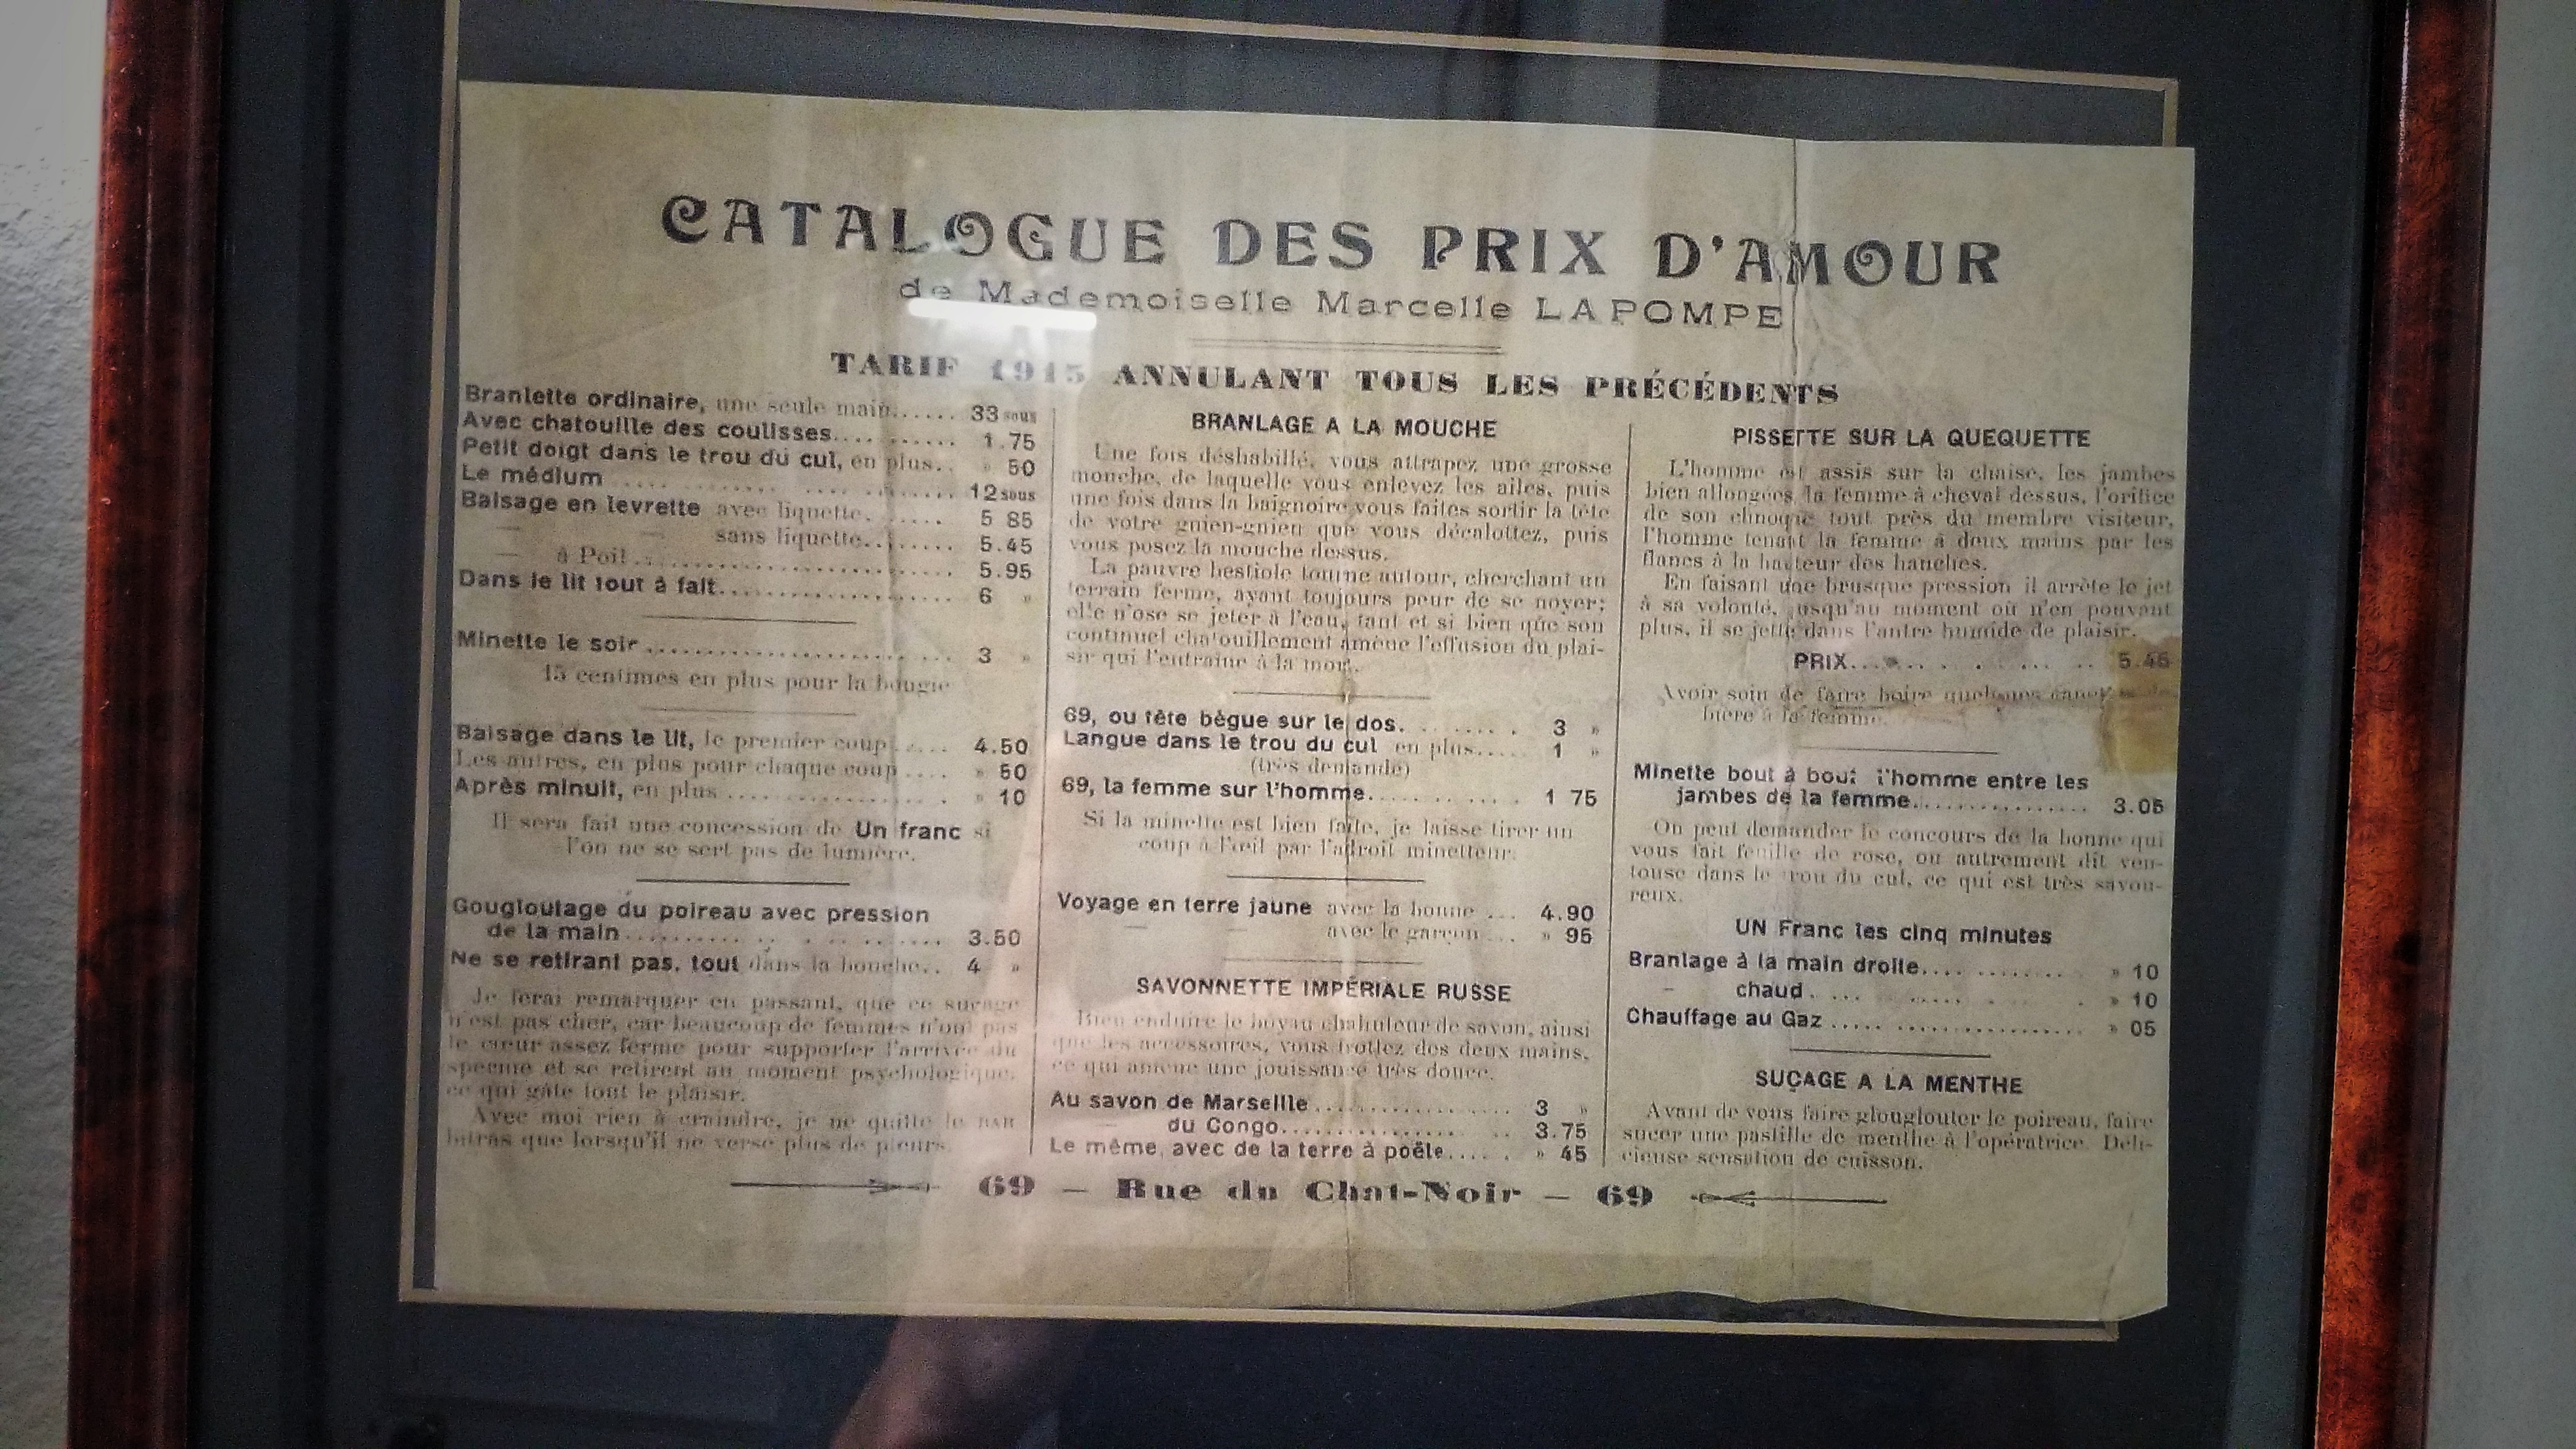 CATALOGUE DES PRIX D'AMOUR
de Mademoiselle Marcelle LAPOMPE
TARIF 1915 ANNULANT TOUS LES PRÉCÉDENTS
Branlette ordinaire, une seule main...... 33 sous
Avec chatouille des coulisses.... ........... 1.75
Petit doigt dans le trou du cul, en plus.. » 50
Le médium .... ........... .... ........... 12 sous
Baisage en levrette avec liquette. ...... 5 85
— — sans liquette.......... 5.45
— à Poil ................................ 5.95
Dans le lit tout à fait........................ 6 »
Minette le soir ............................. 3 »
15 centimes en plus pour la bougie
Baisage dans le lit, le premier coup ..... 4.50
Les autres, en plus pour chaque coup .... » 50
Après minuit, en plus ..................... » 10
Il sera fait une concession de Un franc si
l'on ne se sert pas de lumière.
Gougloutage du poireau avec pression
de la main .......... .. . .. .. ....... 3.50
Ne se retirant pas, tout dans la bouche.. 4 »
Je ferai remarquer en passant, que ce suçage
n'est pas cher, car beaucoup de femmes n'ont pas
le cœur assez ferme pour supporter l'arrivée du
sperme et se retirent au moment psychologique,
ce qui gâte tout le plaisir.
Avec moi rien à craindre, je ne quitte le
que lorsqu'il ne verse plus de pleurs.
BRANLAGE A LA MOUCHE
Une fois déshabillé, vous attrapez une grosse
mouche, de laquelle vous enlevez les ailes, puis
une fois dans la baignoire vous faites sortir la tête
de votre gnien-gnien que vous décalottez, puis
vous posez la mouche dessus.
La pauvre bestiole tourne autour, cherchant un
terrain ferme, ayant toujours peur de se noyer;
elle n'ose se jeter à l'eau, tant et si bien que son
continuel chatouillement amène l'effusion du plai-
sir qui l'entraîne à la mort.
69, ou tête bègue sur le dos. ....... . 3 »
Langue dans le trou du cul en plus..... 1 »
(très demandé)
69, la femme sur l'homme.... .. .. .... . 1 75
Si la minette est bien faite, je laisse tirer un
coup à l'œil par l'adroit minetteur.
Voyage en terre jaune avec la bonne ... 4.90
— — avec le garçon ... » 95
SAVONNETTE IMPÉRIALE RUSSE
Bien enduire le boyau chahuteur de savon, ainsi
que les accessoires, vous frottez des deux mains,
ce qui amène une jouissance très douce.
Au savon de Marseille ..................... 3 »
— du Congo....................... .. 3.75
Le même, avec de la terre à poêle..... . » 45
PISSETTE SUR LA QUEQUETTE
L'homme est assis sur la chaise, les jambes
bien allongées, la femme à cheval dessus, l'orifice
de son tout près du membre visiteur,
l'homme tenant la femme à deux mains par les
flancs à la hauteur des hanches.
En faisant une brusque pression il arrête le jet
à sa volonté, jusqu'au moment où n'en pouvant
plus, il se jette dans l'antre humide de plaisir.
PRIX.... .. . . ... .. 5.45
Avoir soin de faire boire quelques de
bière à la femme.
Minette bout à bout l'homme entre les
jambes de la femme................ 3.05
On peut demander le concours de la bonne qui
vous fait feuille de rose, ou autrement dit ven-
touse dans le trou du cul, ce qui est très savou-
reux.
UN Franc les cinq minutes
Branlage à la main droite.... ........ .. » 10
— chaud . ... ..... . . » 10
Chauffage au Gaz ..... .................. » 05
SUÇAGE A LA MENTHE
Avant de vous faire glouglouter le poireau, faire
sucer une pastille de menthe à l'opératrice. Déli-
cieuse sensation de cuisson.
69 — Rue du Chat-Noir — 69